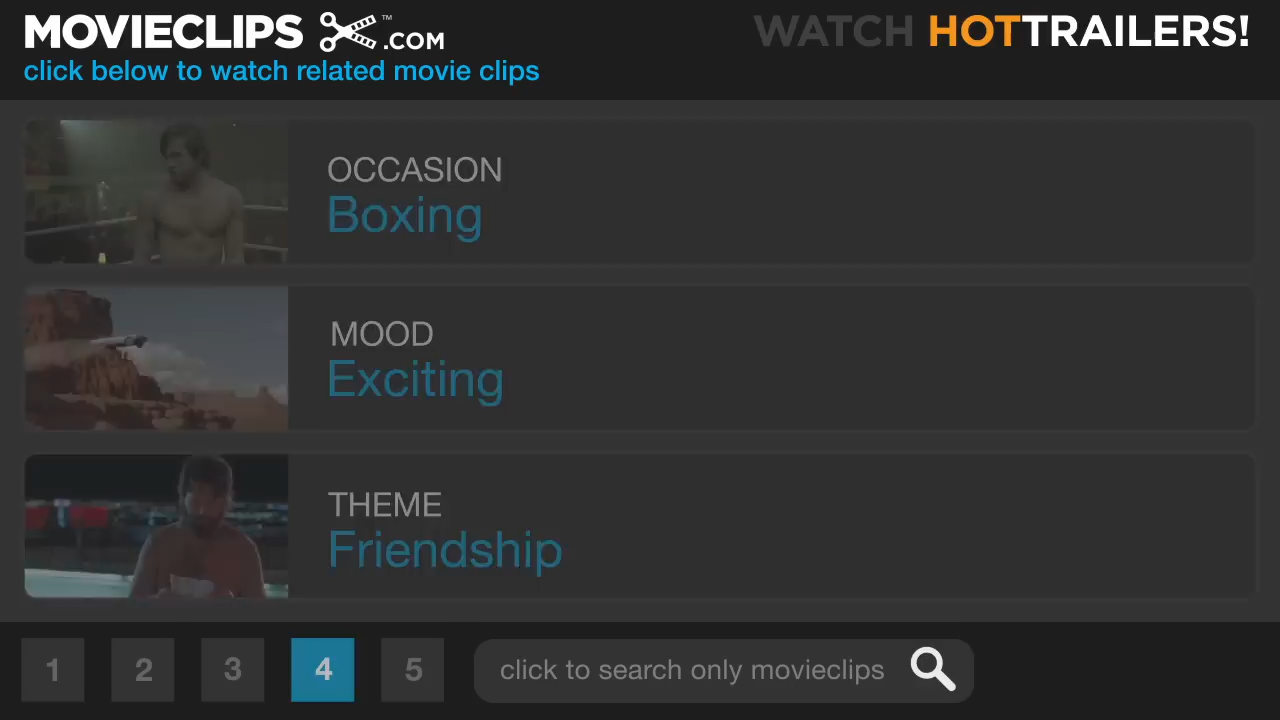 MOVIECLIPS ™ .COM
WATCH HOTTRAILERS!
click below to watch related movie clips
OCCASION
Boxing
MOOD
Exciting
THEME
Friendship
1 2 3 4 5
click to search only movieclips